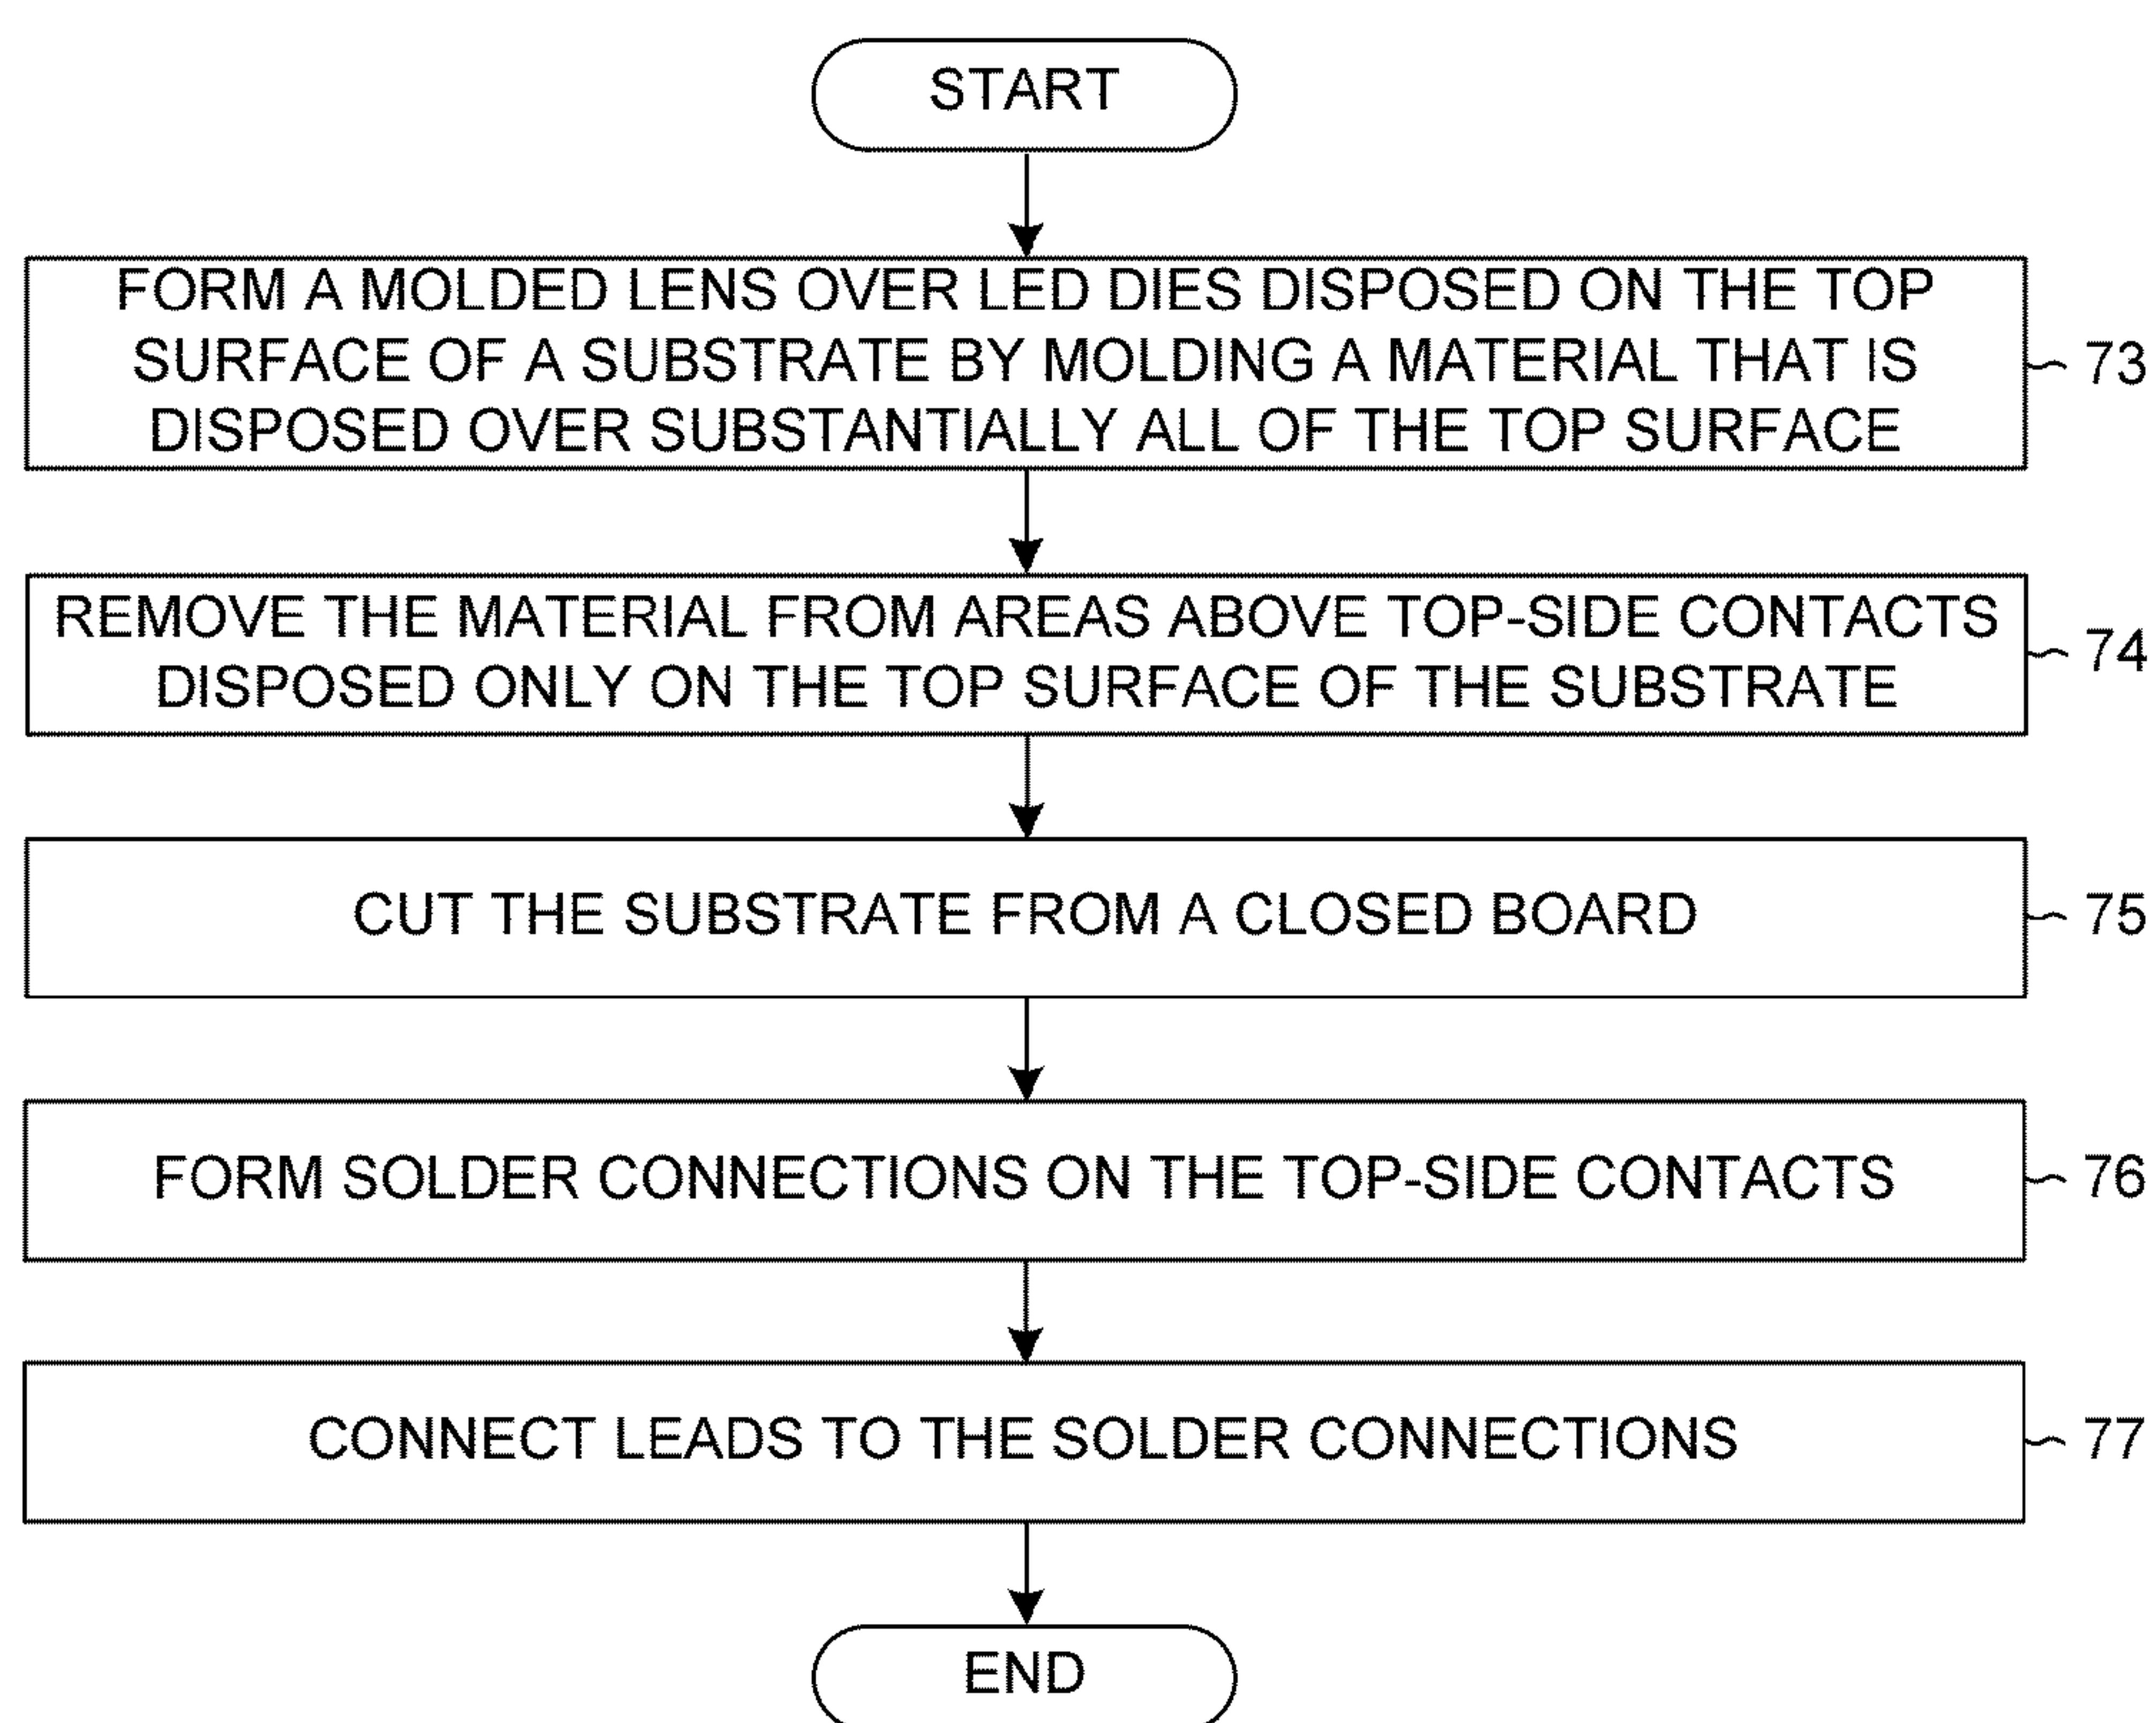 START
FORM A MOLDED LENS OVER LED DIES DISPOSED ON THE TOP
SURFACE OF A SUBSTRATE BY MOLDING A MATERIAL THAT IS
DISPOSED OVER SUBSTANTIALLY ALL OF THE TOP SURFACE
73
REMOVE THE MATERIAL FROM AREAS ABOVE TOP-SIDE CONTACTS
DISPOSED ONLY ON THE TOP SURFACE OF THE SUBSTRATE
74
CUT THE SUBSTRATE FROM A CLOSED BOARD
75
FORM SOLDER CONNECTIONS ON THE TOP-SIDE CONTACTS
76
CONNECT LEADS TO THE SOLDER CONNECTIONS
77
END